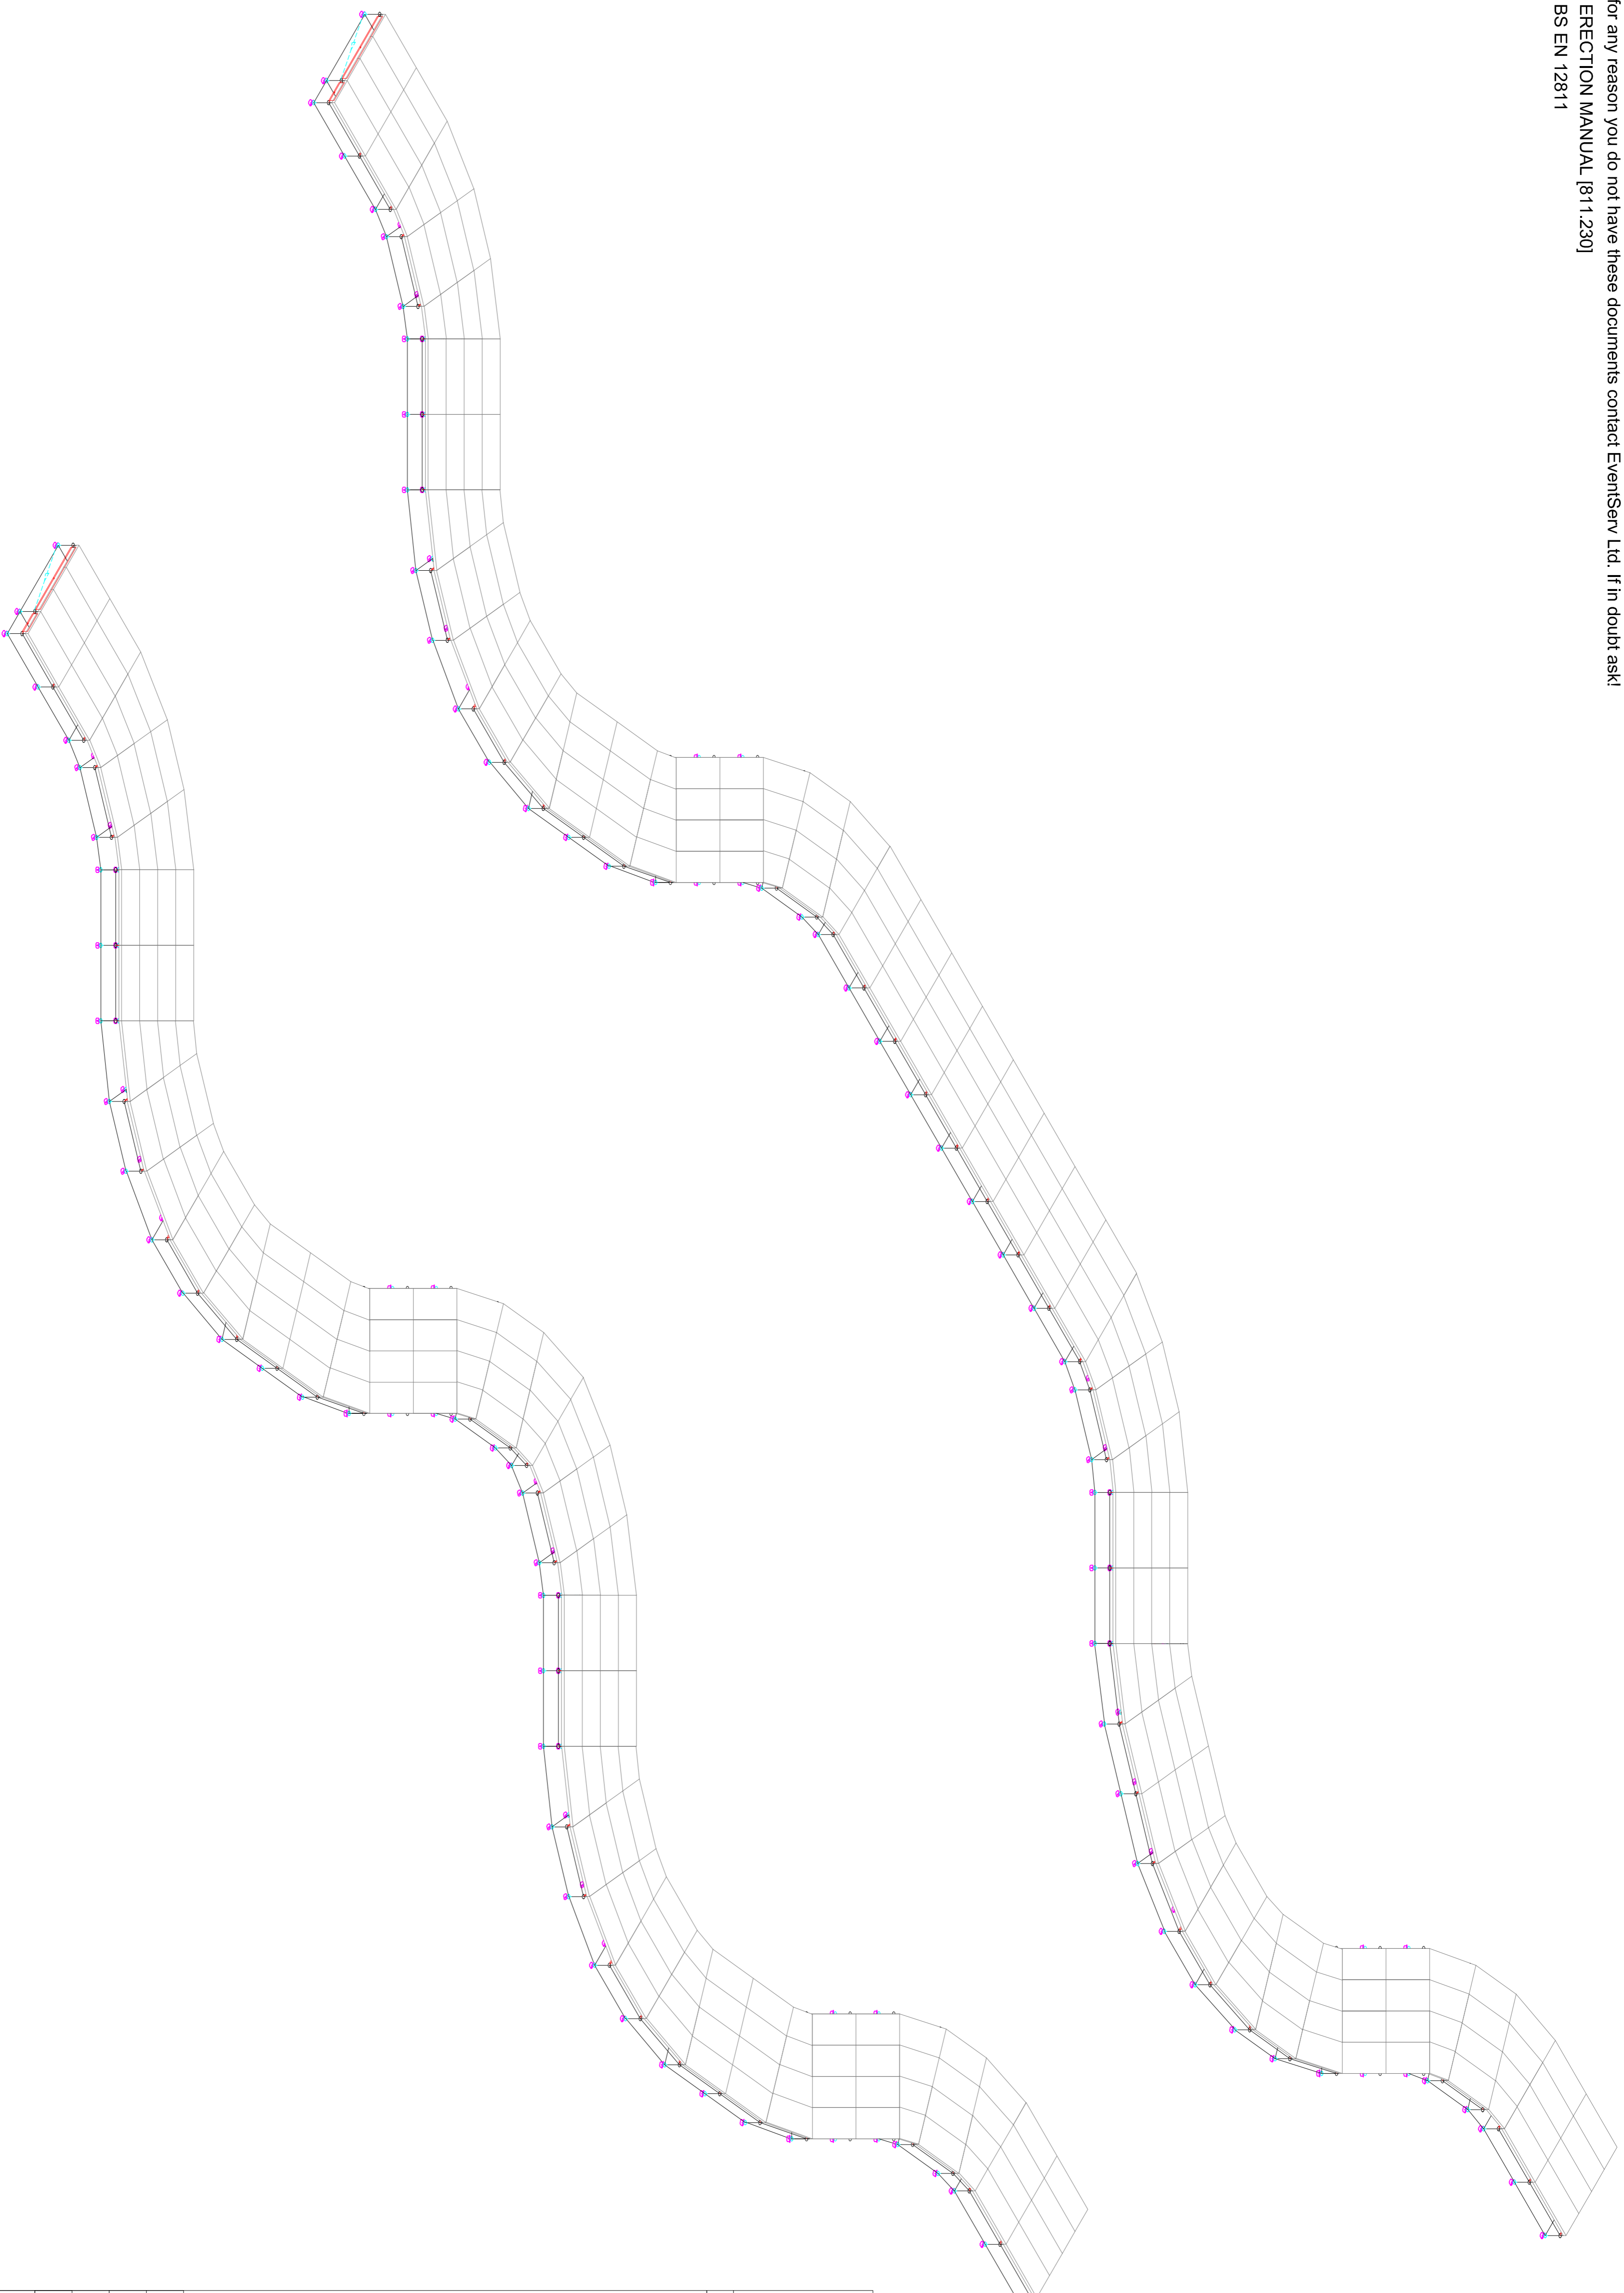 for any reason you do not have these documents contact EventServ Ltd. If in doubt ask!
ERECTION MANUAL [811.230]
BS EN 12811